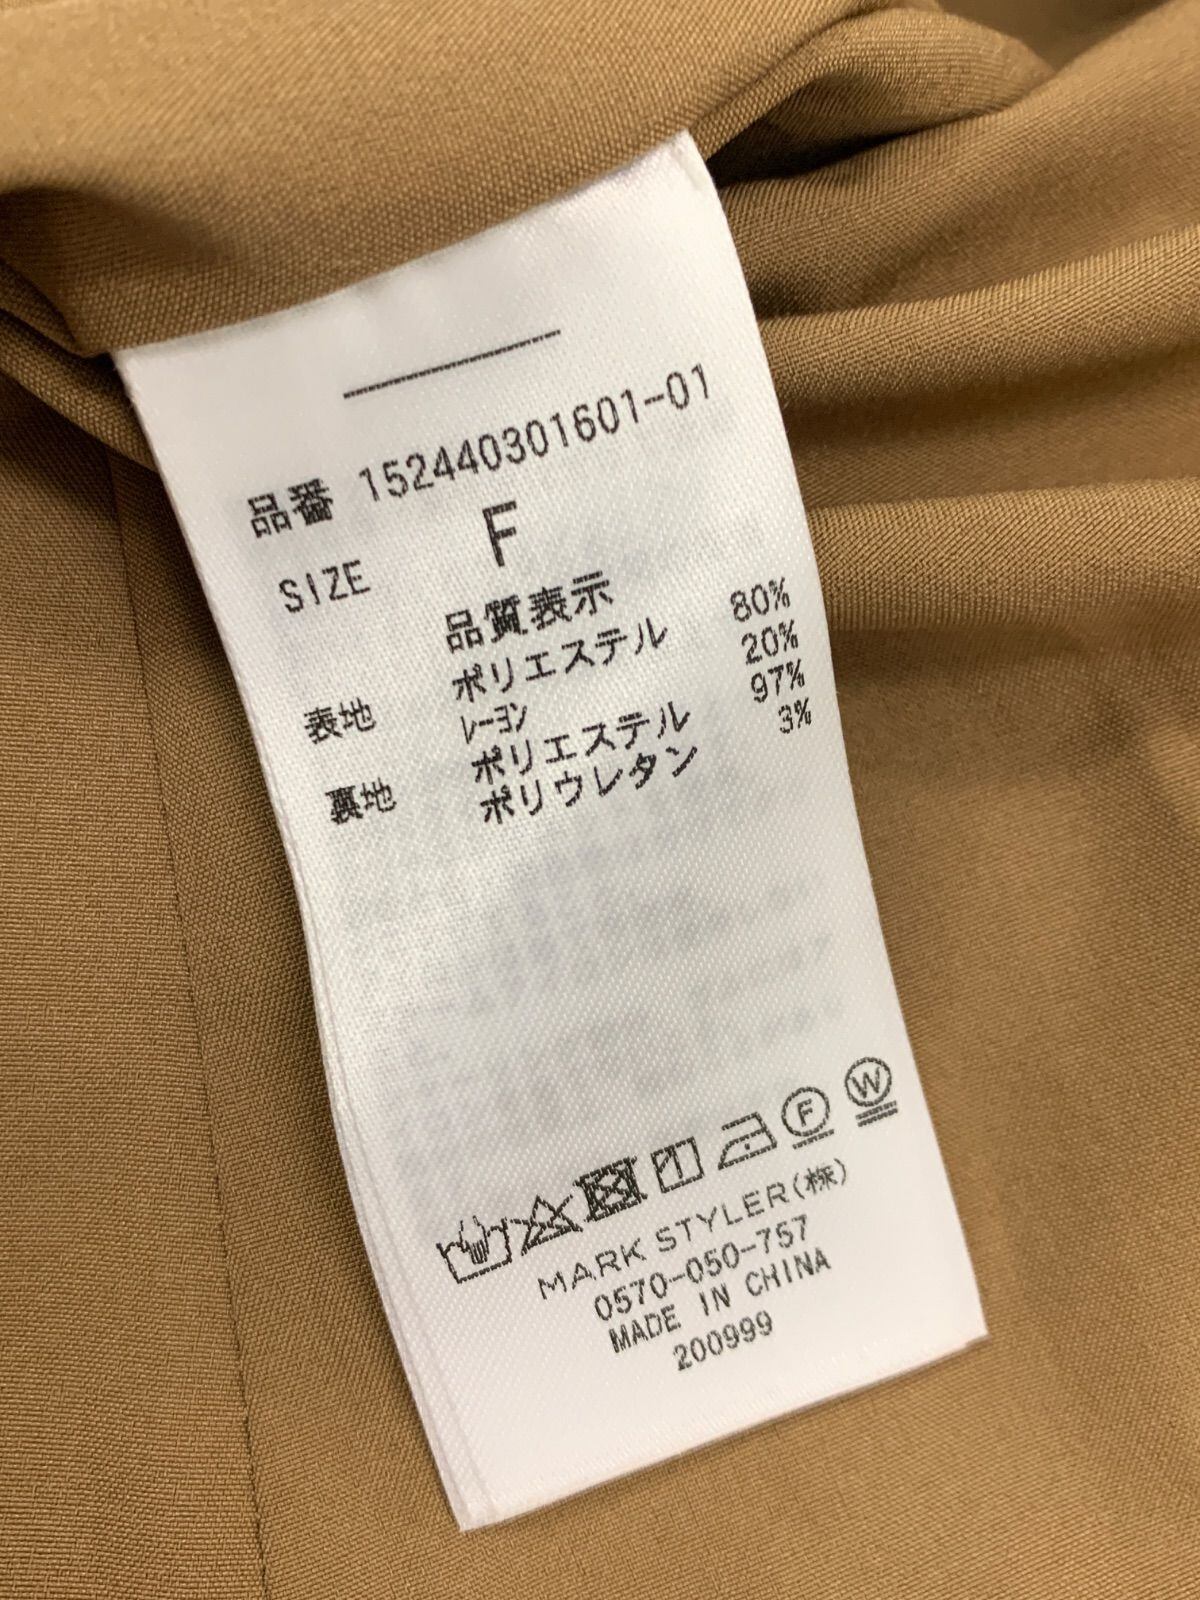 品番 152440301601-01
SIZE F
品質表示
表地 ポリエステル 80%
レーヨン 20%
裏地 ポリエステル 97%
ポリウレタン 3%
F W
MARK STYLER(株)
0570-050-757
MADE IN CHINA
200999